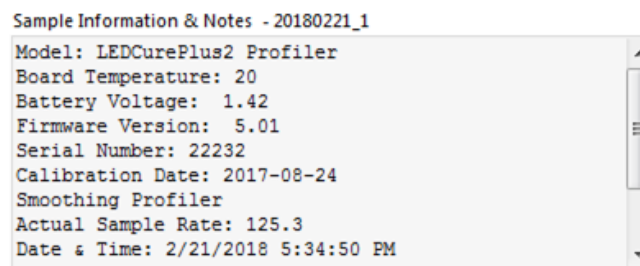 Sample Information & Notes - 20180221_1
Model: LEDCurePlus2 Profiler
Board Temperature: 20
Battery Voltage:  1.42
Firmware Version:  5.01
Serial Number: 22232
Calibration Date: 2017-08-24
Smoothing Profiler
Actual Sample Rate: 125.3
Date & Time: 2/21/2018 5:34:50 PM